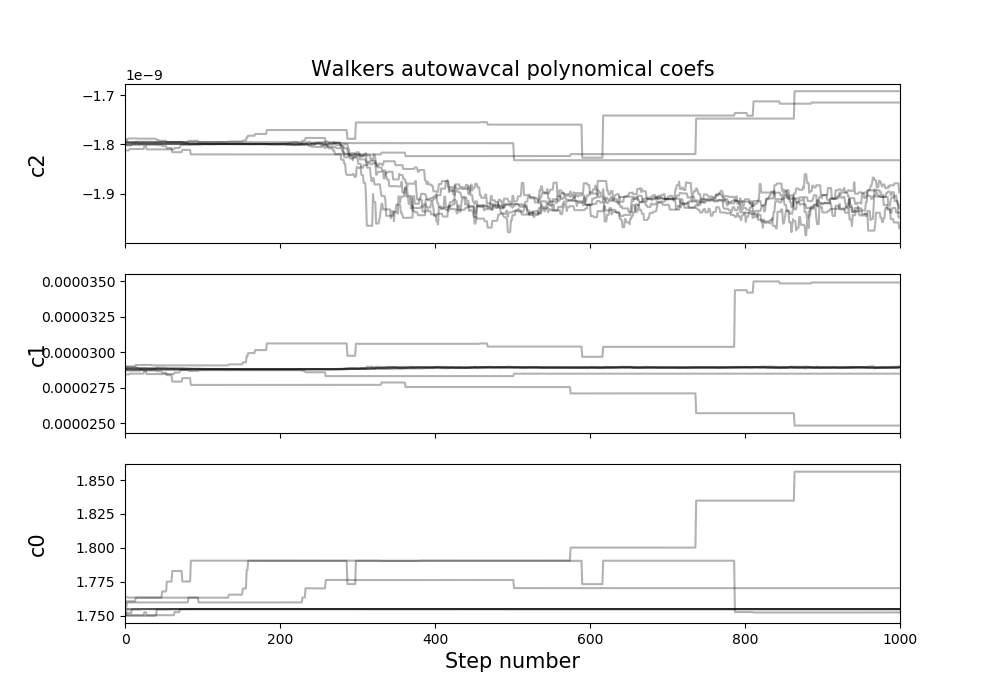 Walkers autowavcal polynomical coefs
1e−9
−1.7
−1.8
−1.9
c2
0.0000350
0.0000325
0.0000300
0.0000275
0.0000250
c1
1.850
1.825
1.800
1.775
1.750
c0
0 200 400 600 800 1000
Step number